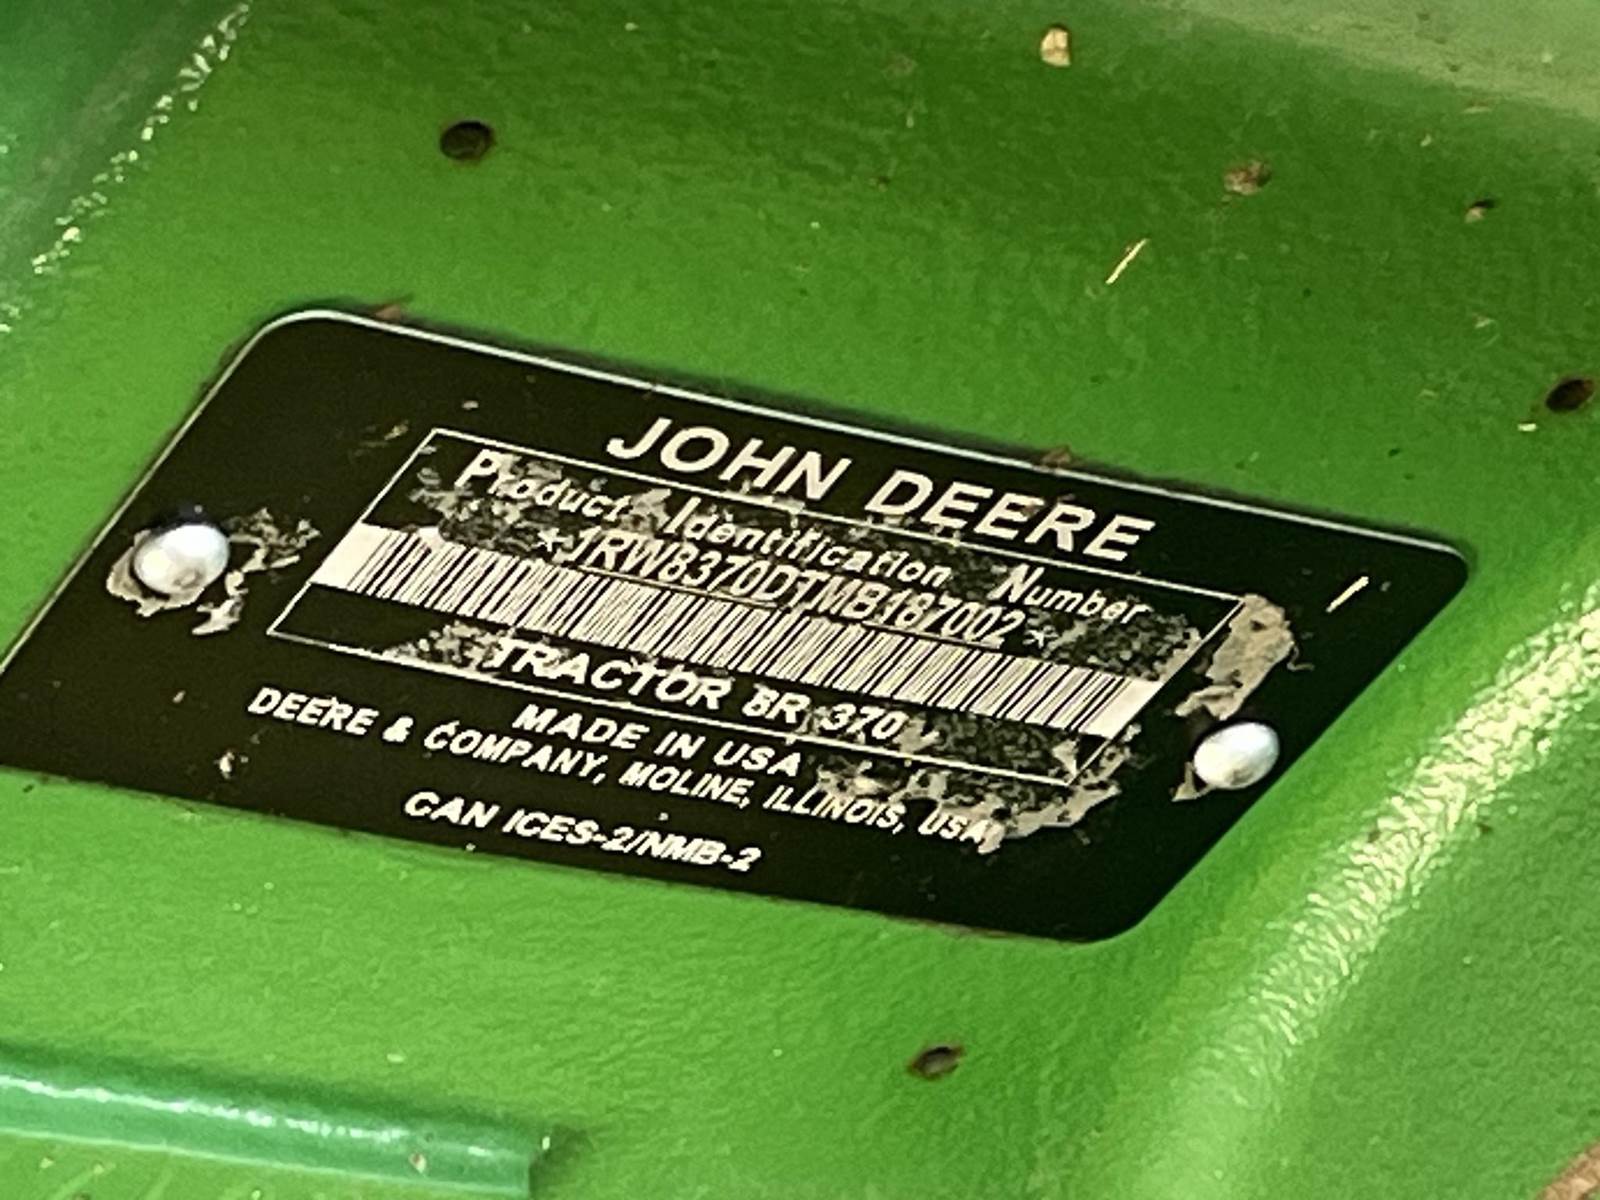 JOHN DEERE
Product Identification Number
*1RW8370DTMB187002*
TRACTOR 8R 370
MADE IN USA
DEERE & COMPANY, MOLINE, ILLINOIS, USA
CAN ICES-2/NMB-2